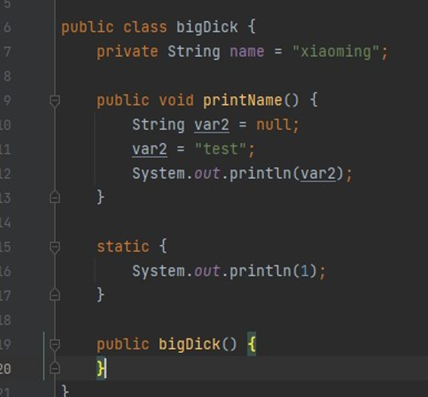 5
6 public class bigDick {
7 private String name = "xiaoming";
8
9 public void printName() {
10 String var2 = null;
11 var2 = "test";
12 System.out.println(var2);
13 }
14
15 static {
16 System.out.println(1);
17 }
18
19 public bigDick() {
20 }
21 }